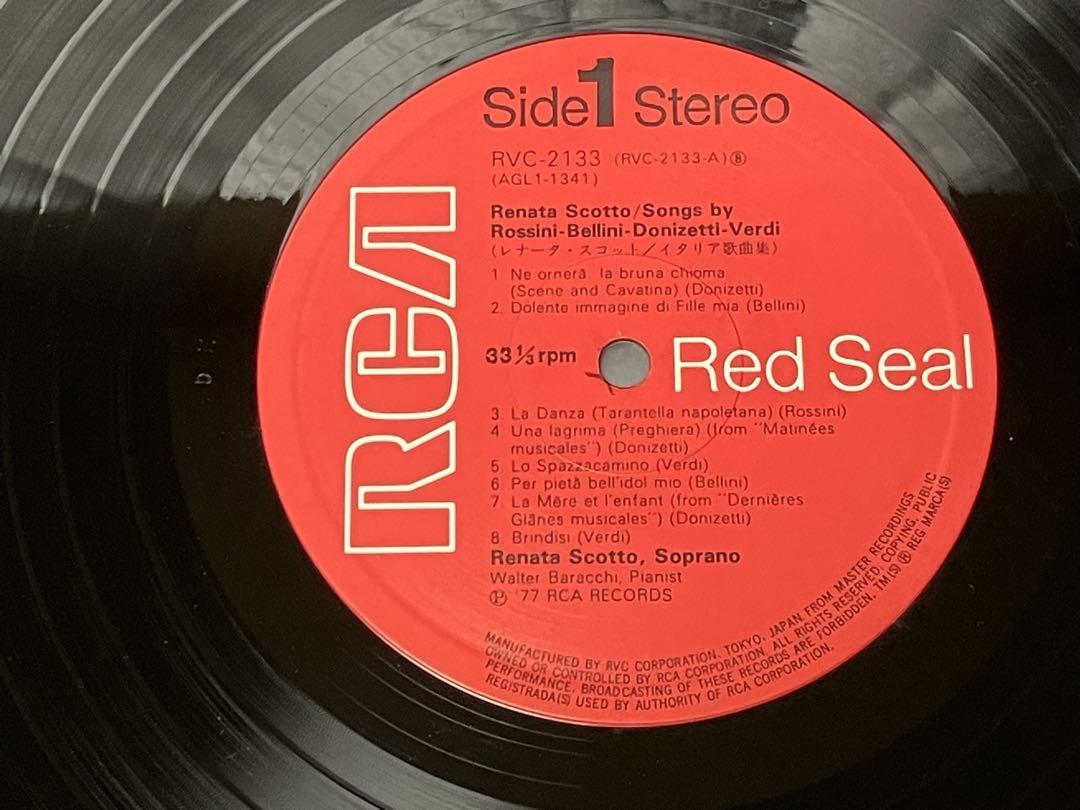 Side 1 Stereo
RVC-2133 (RVC-2133-A) Ⓡ
(AGL1-1341)
Renata Scotto/Songs by
Rossini-Bellini-Donizetti-Verdi
(レナータ・スコット/イタリア歌曲集)
1 Ne ornerā la bruna chioma
(Scene and Cavatina) (Donizetti)
2. Dolente immagine di Fille mia (Bellini)
33⅓ rpm
RCA
Red Seal
3 La Danza (Tarantella napoletana) (Rossini)
4 Una lagrima (Preghiera) (from "Matinées
musicales") (Donizetti)
5 Lo Spazzacamino (Verdi)
6 Per pietā bell'idol mio (Bellini)
7 La Mēre et l'enfant (from "Dernières
Glānes musicales") (Donizetti)
8 Brindisi (Verdi)
Renata Scotto, Soprano
Walter Baracchi, Pianist
Ⓟ '77 RCA RECORDS
MANUFACTURED BY RVC CORPORATION, TOKYO, JAPAN FROM MASTER RECORDINGS
OWNED OR CONTROLLED BY RCA CORPORATION. ALL RIGHTS RESERVED, COPYING, PUBLIC
PERFORMANCE, BROADCASTING OF THESE RECORDS ARE FORBIDDEN, TM(S) ® REG MARCA(S)
REGISTRADA(S) USED BY AUTHORITY OF RCA CORPORATION.